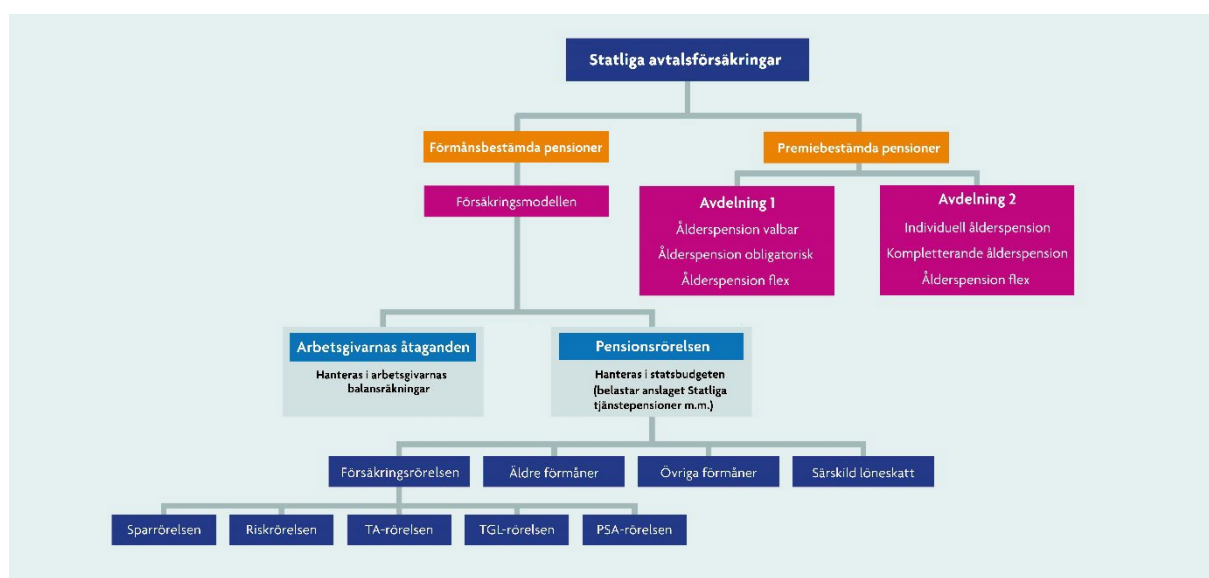 Statliga avtalsförsäkringar
Förmånsbestämda pensioner
Premiebestämda pensioner
Försäkringsmodellen
Avdelning 1
Ålderspension valbar
Ålderspension obligatorisk
Ålderspension flex
Avdelning 2
Individuell ålderspension
Kompletterande ålderspension
Ålderspension flex
Arbetsgivarnas åtaganden
Hanteras i arbetsgivarnas
balansräkningar
Pensionsrörelsen
Hanteras i statsbudgeten
(belastar anslaget Statliga
tjänstepensioner m.m.)
Försäkringsrörelsen
Äldre förmåner
Övriga förmåner
Särskild löneskatt
Sparrörelsen
Riskrörelsen
TA-rörelsen
TGL-rörelsen
PSA-rörelsen